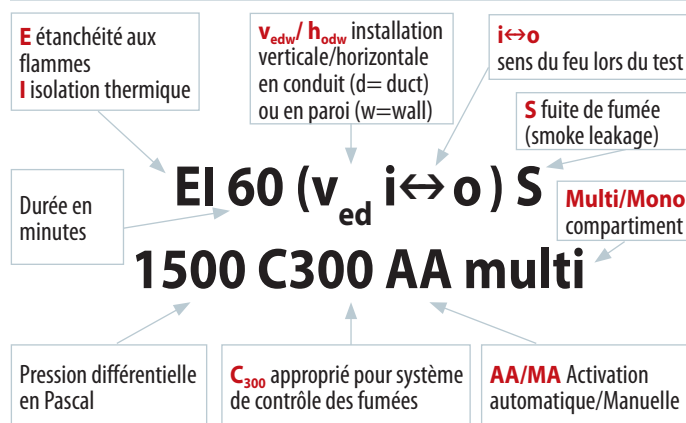 E étanchéité aux
flammes
I isolation thermique
vedw/ hodw installation
verticale/horizontale
en conduit (d= duct)
ou en paroi (w=wall)
i↔o
sens du feu lors du test
S fuite de fumée
(smoke leakage)
Durée en
minutes
EI 60 (ved i↔o) S
1500 C300 AA multi
Multi/Mono
compartiment
Pression différentielle
en Pascal
C300 approprié pour système
de contrôle des fumées
AA/MA Activation
automatique/Manuelle